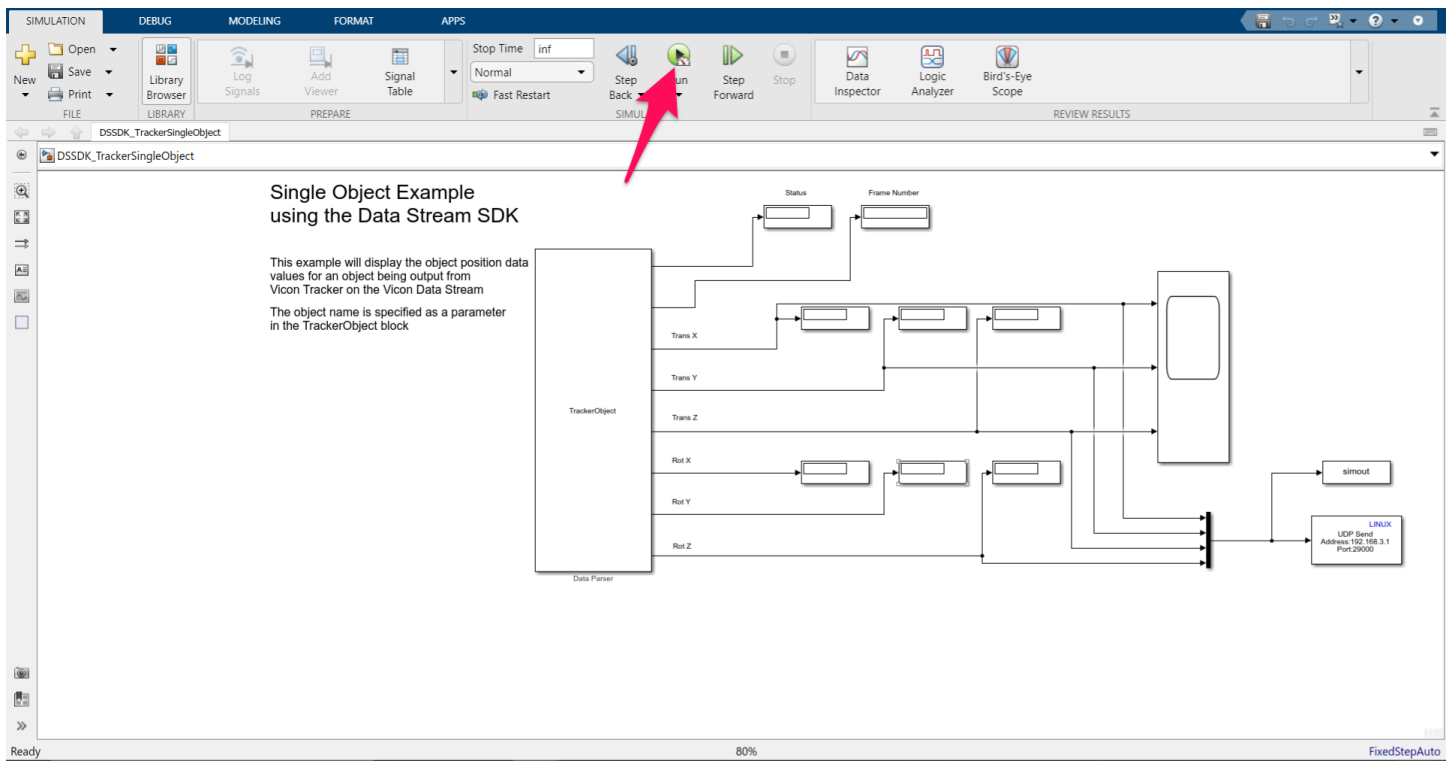 SIMULATION
DEBUG
MODELING
FORMAT
APPS
New
Open
Save
Print
FILE
Library
Browser
LIBRARY
Log
Signals
Add
Viewer
Signal
Table
PREPARE
Stop Time inf
Normal
Fast Restart
Step
Back
un
Step
Forward
Stop
SIMUL
Data
Inspector
Logic
Analyzer
Bird's-Eye
Scope
REVIEW RESULTS
DSSDK_TrackerSingleObject
DSSDK_TrackerSingleObject
Single Object Example
using the Data Stream SDK
This example will display the object position data
values for an object being output from
Vicon Tracker on the Vicon Data Stream
The object name is specified as a parameter
in the TrackerObject block
Status
Frame Number
TrackerObject
Trans X
Trans Y
Trans Z
Rot X
Rot Y
Rot Z
Data Parser
simout
LINUX
UDP Send
Address:192.168.3.1
Port:29000
Ready
80%
FixedStepAuto